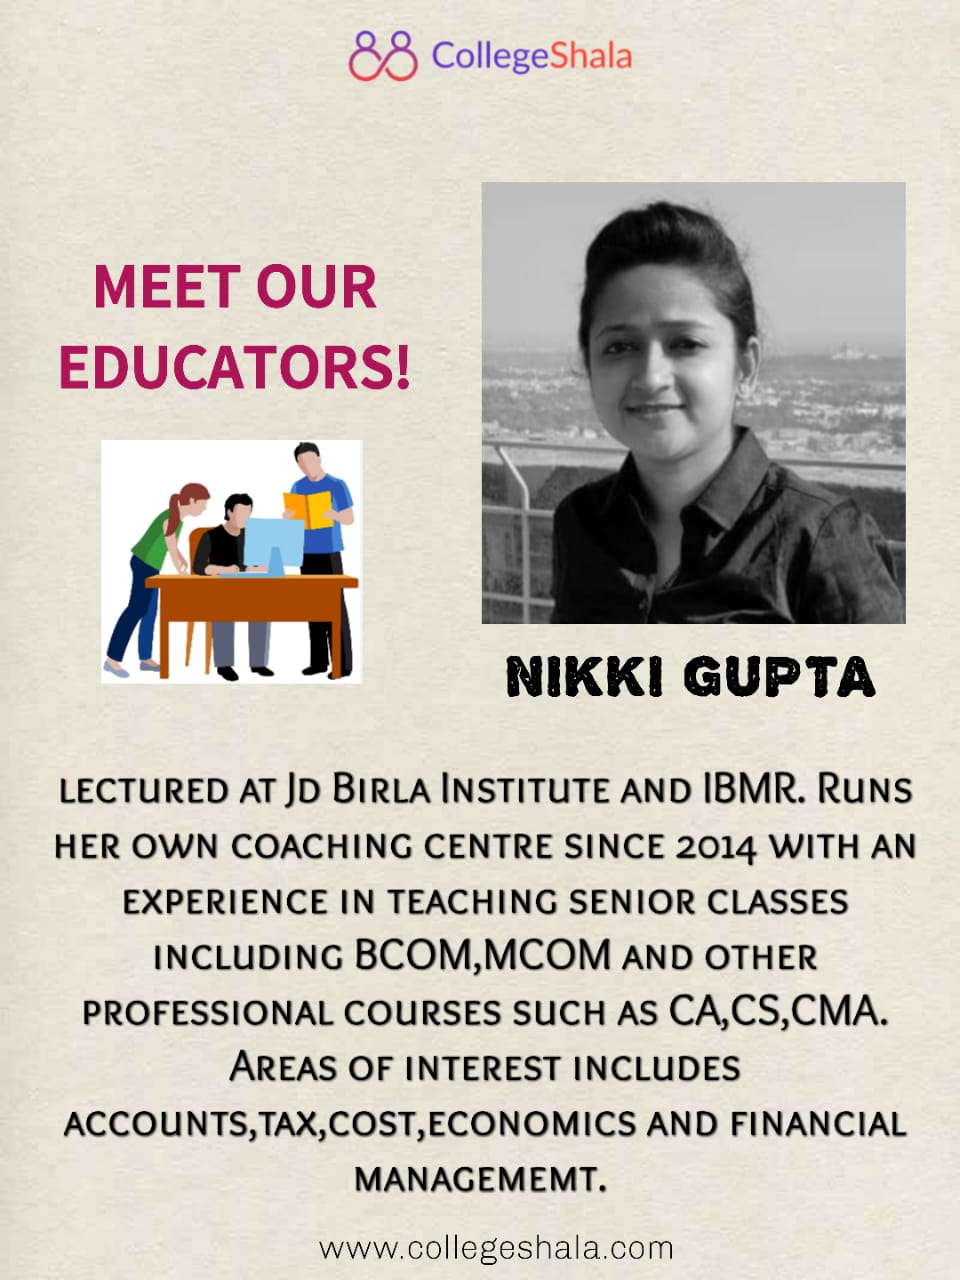 CollegeShala
MEET OUR
EDUCATORS!
NIKKI GUPTA
LECTURED AT JD BIRLA INSTITUTE AND IBMR. RUNS
HER OWN COACHING CENTRE SINCE 2014 WITH AN
EXPERIENCE IN TEACHING SENIOR CLASSES
INCLUDING BCOM,MCOM AND OTHER
PROFESSIONAL COURSES SUCH AS CA,CS,CMA.
AREAS OF INTEREST INCLUDES
ACCOUNTS,TAX,COST,ECONOMICS AND FINANCIAL
MANAGEMEMT.
www.collegeshala.com